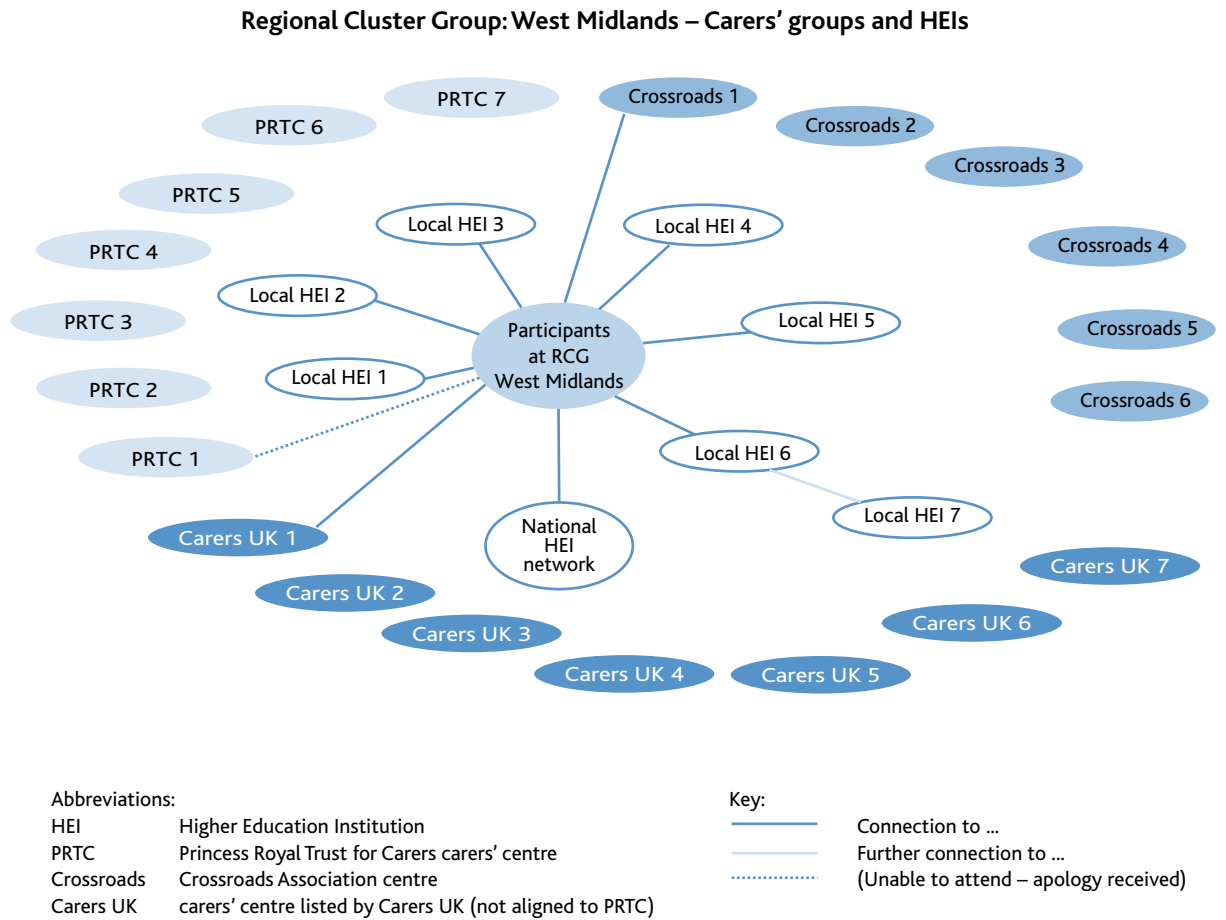 Regional Cluster Group: West Midlands – Carers' groups and HEIs
PRTC 7
Crossroads 1
PRTC 6
Crossroads 2
Crossroads 3
PRTC 5
Local HEI 3
Local HEI 4
PRTC 4
Crossroads 4
Local HEI 2
PRTC 3
Participants
at RCG
West Midlands
Local HEI 5
Crossroads 5
Local HEI 1
PRTC 2
Crossroads 6
PRTC 1
Local HEI 6
Local HEI 7
Carers UK 1
National
HEI
network
Carers UK 7
Carers UK 2
Carers UK 6
Carers UK 3
Carers UK 4
Carers UK 5
Abbreviations:
HEI Higher Education Institution
PRTC Princess Royal Trust for Carers carers' centre
Crossroads Crossroads Association centre
Carers UK carers' centre listed by Carers UK (not aligned to PRTC)
Key:
Connection to ...
Further connection to ...
(Unable to attend – apology received)